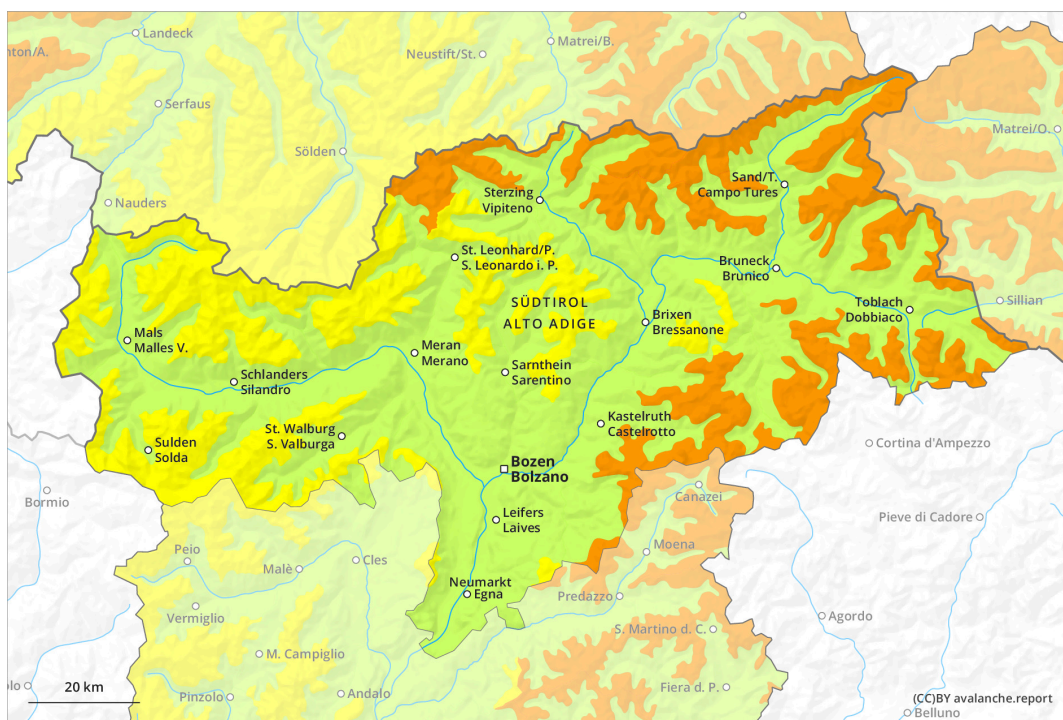 nton/A.
Landeck
Neustift/St.
Matrei/B.
Serfaus
Sölden
Matrei/O.
Nauders
Sterzing
Vipiteno
Sand/T.
Campo Tures
St. Leonhard/P.
S. Leonardo i. P.
Bruneck
Brunico
SÜDTIROL
ALTO ADIGE
Toblach
Dobbiaco
Sillian
Brixen
Bressanone
Mals
Malles V.
Meran
Merano
Schlanders
Silandro
Sarnthein
Sarentino
Kastelruth
Castelrotto
St. Walburg
S. Valburga
Sulden
Solda
Cortina d'Ampezzo
Bozen
Bolzano
Bormio
Canazei
Leifers
Laives
Pieve di Cadore
Peio
Malè
Cles
Moena
Neumarkt
Egna
Predazzo
Vermiglio
Agordo
S. Martino d. C.
M. Campiglio
olo
20 km
Pinzolo
Andalo
Fiera d. P.
(CC)BY avalanche.report
Belluno